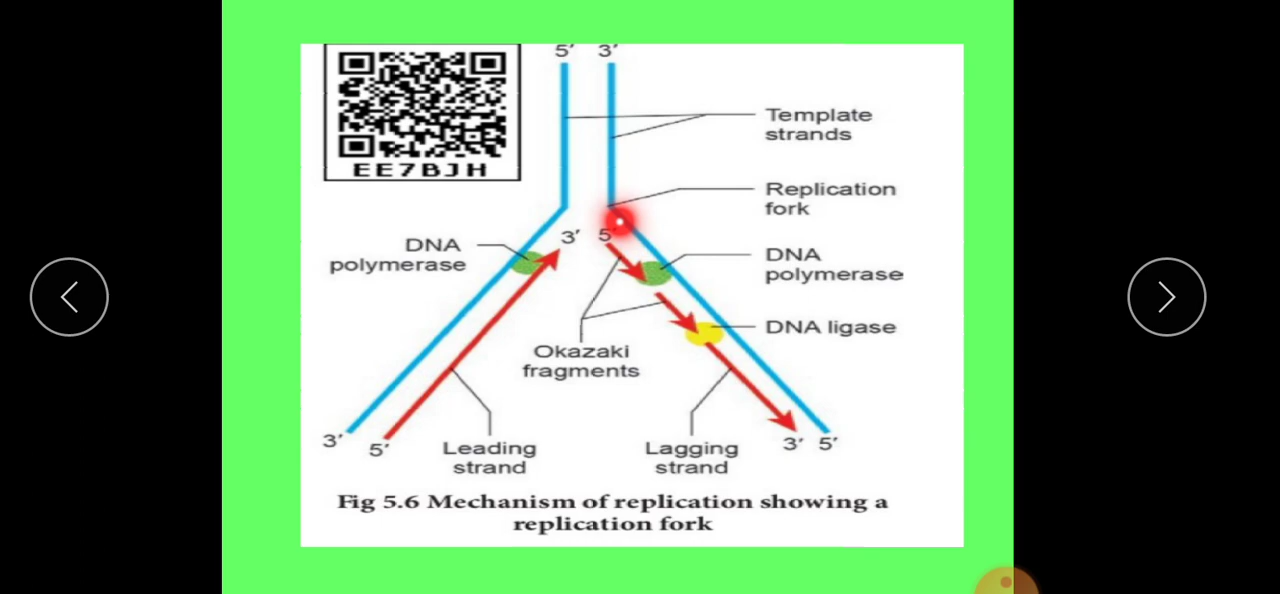 5′ 3′
EE7BJH
Template
strands
Replication
fork
3′ 5′
DNA
polymerase
DNA
polymerase
DNA ligase
Okazaki
fragments
3′
5′
Leading
strand
Lagging
strand
3′ 5′
Fig 5.6 Mechanism of replication showing a
replication fork